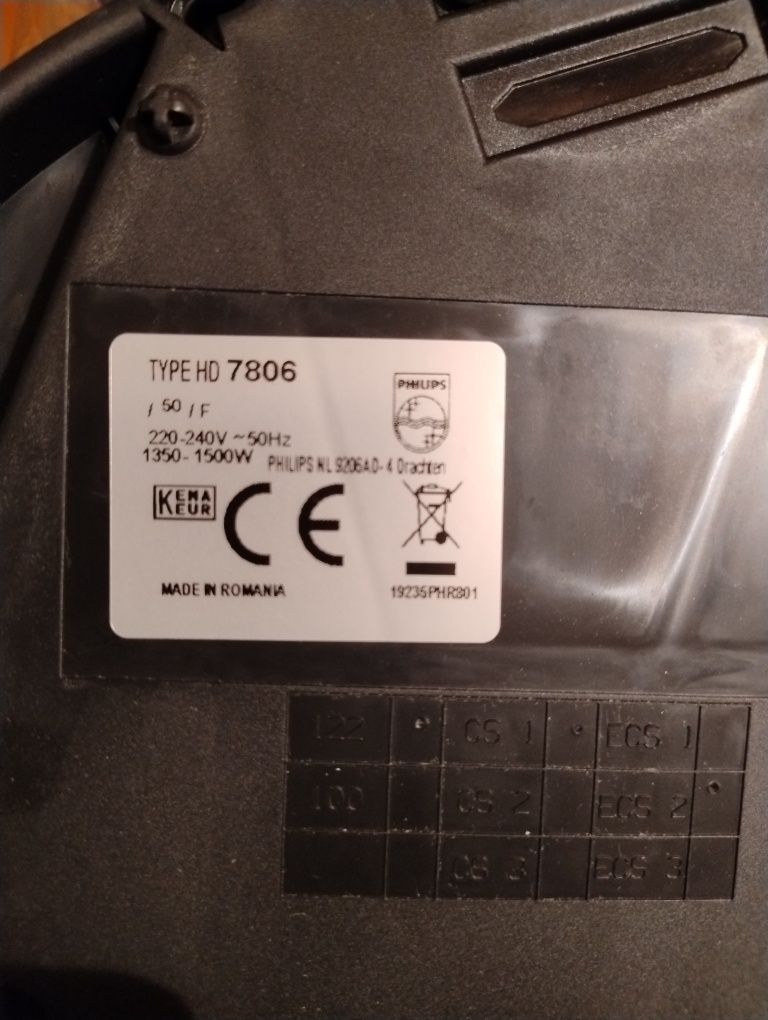 TYPE HD 7806
/ 50 / F
PHILIPS
220-240V ~ 50Hz
1350-1500W PHILIPS NL 9206AD-4 Drachten
KEMA
KEUR
CE
MADE IN ROMANIA
19235PHR801
122 CS 1 ECS 1
100 CS 2 ECS 2
CS 3 ECS 3